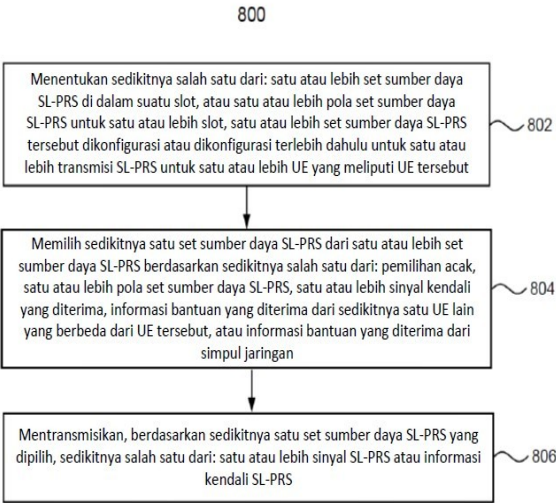 800
Menentukan sedikitnya salah satu dari: satu atau lebih set sumber daya
SL-PRS di dalam suatu slot, atau satu atau lebih pola set sumber daya
SL-PRS untuk satu atau lebih slot, satu atau lebih set sumber daya SL-PRS
tersebut dikonfigurasi atau dikonfigurasi terlebih dahulu untuk satu atau
lebih transmisi SL-PRS untuk satu atau lebih UE yang meliputi UE tersebut
802
Memilih sedikitnya satu set sumber daya SL-PRS dari satu atau lebih set
sumber daya SL-PRS berdasarkan sedikitnya salah satu dari: pemilihan acak,
satu atau lebih pola set sumber daya SL-PRS, satu atau lebih sinyal kendali
yang diterima, informasi bantuan yang diterima dari sedikitnya satu UE lain
yang berbeda dari UE tersebut, atau informasi bantuan yang diterima dari
simpul jaringan
804
Mentransmisikan, berdasarkan sedikitnya satu set sumber daya SL-PRS yang
dipilih, sedikitnya salah satu dari: satu atau lebih sinyal SL-PRS atau informasi
kendali SL-PRS
806